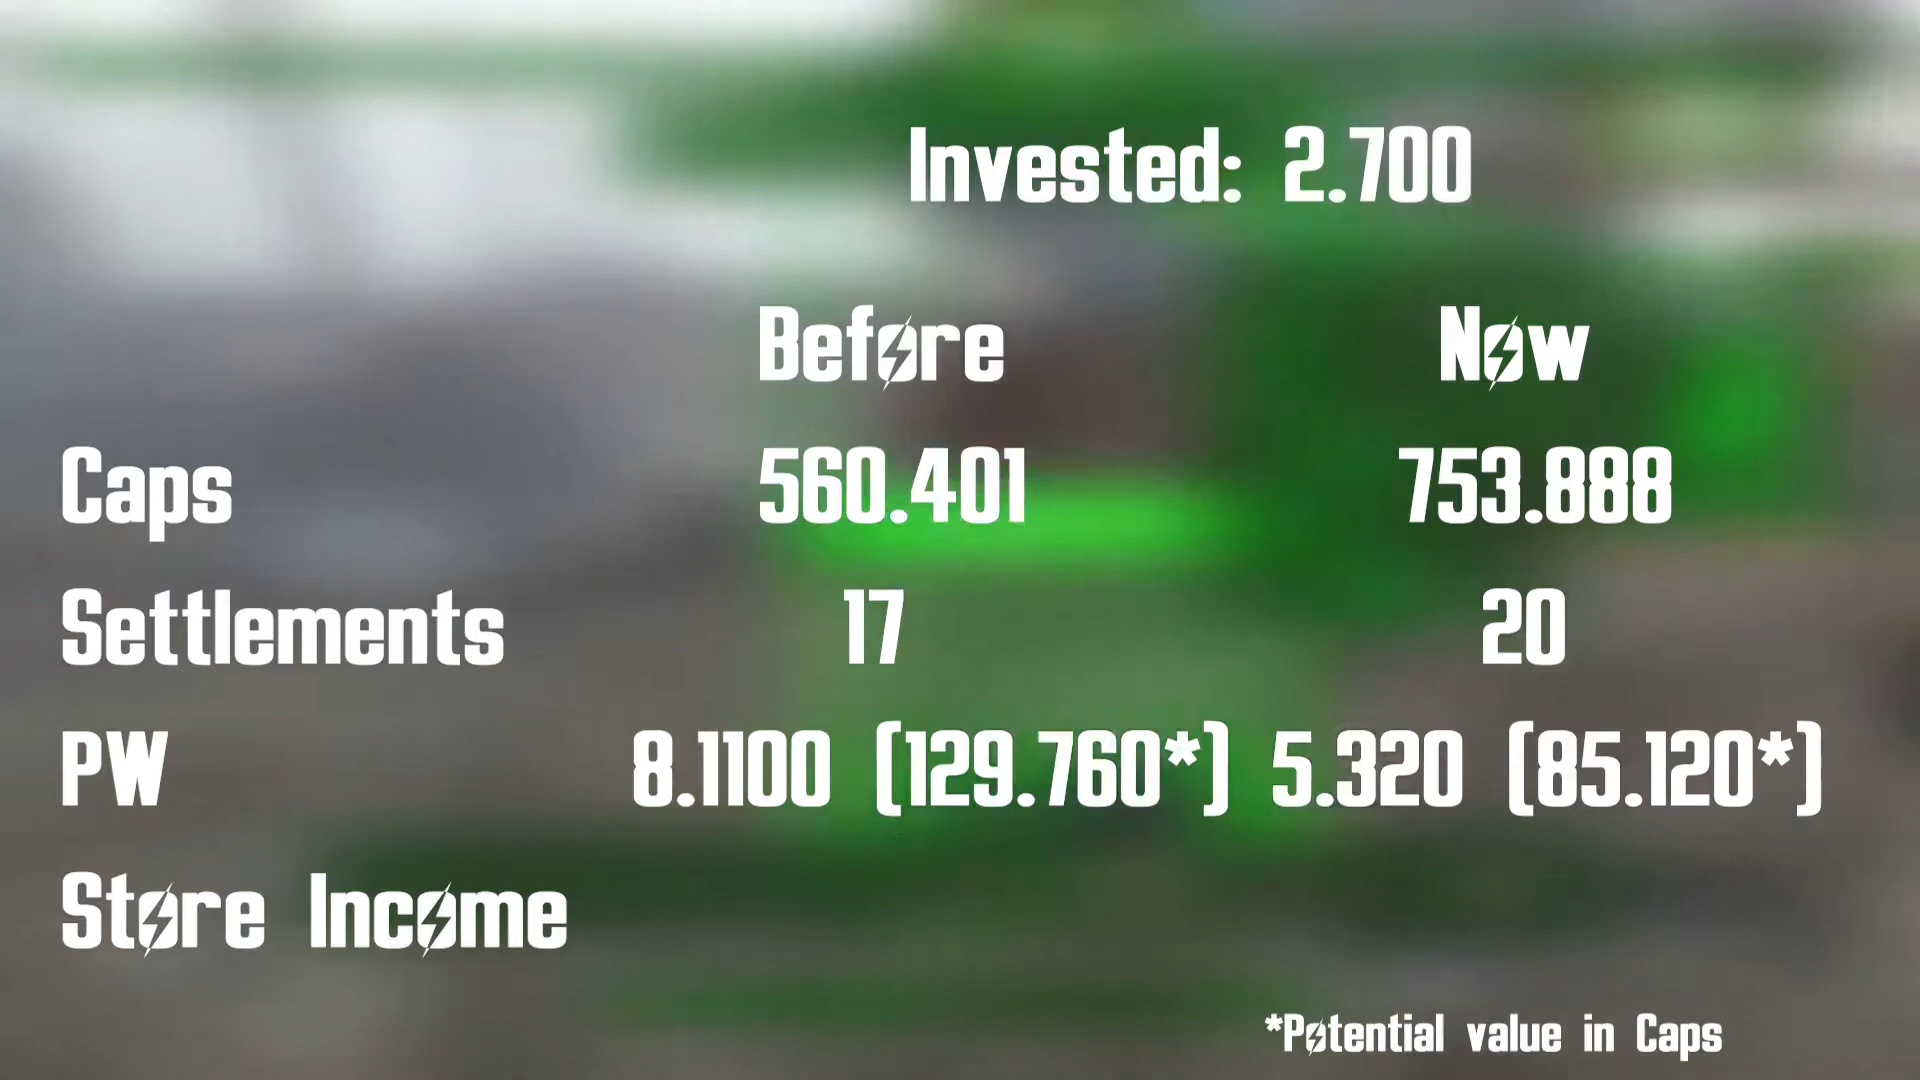 Invested: 2.700
Before Now
Caps 560.401 753.888
Settlements 17 20
PW 8.1100 (129.760*) 5.320 (85.120*)
Store Income
*Potential value in Caps